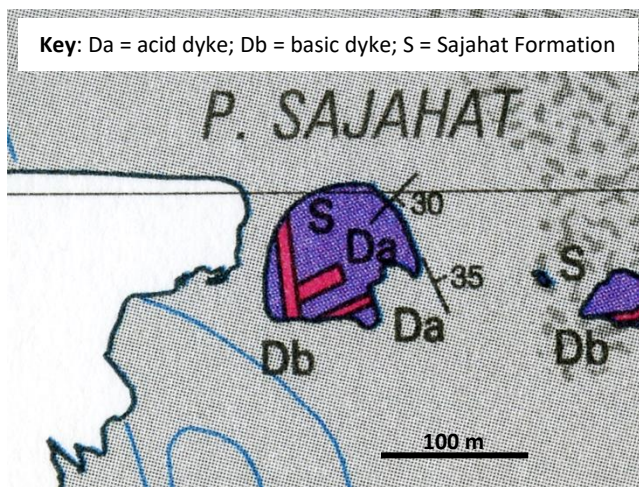 Key: Da = acid dyke; Db = basic dyke; S = Sajahat Formation
P. SAJAHAT
30
S
Da
S
35
Da
Db
Db
100 m